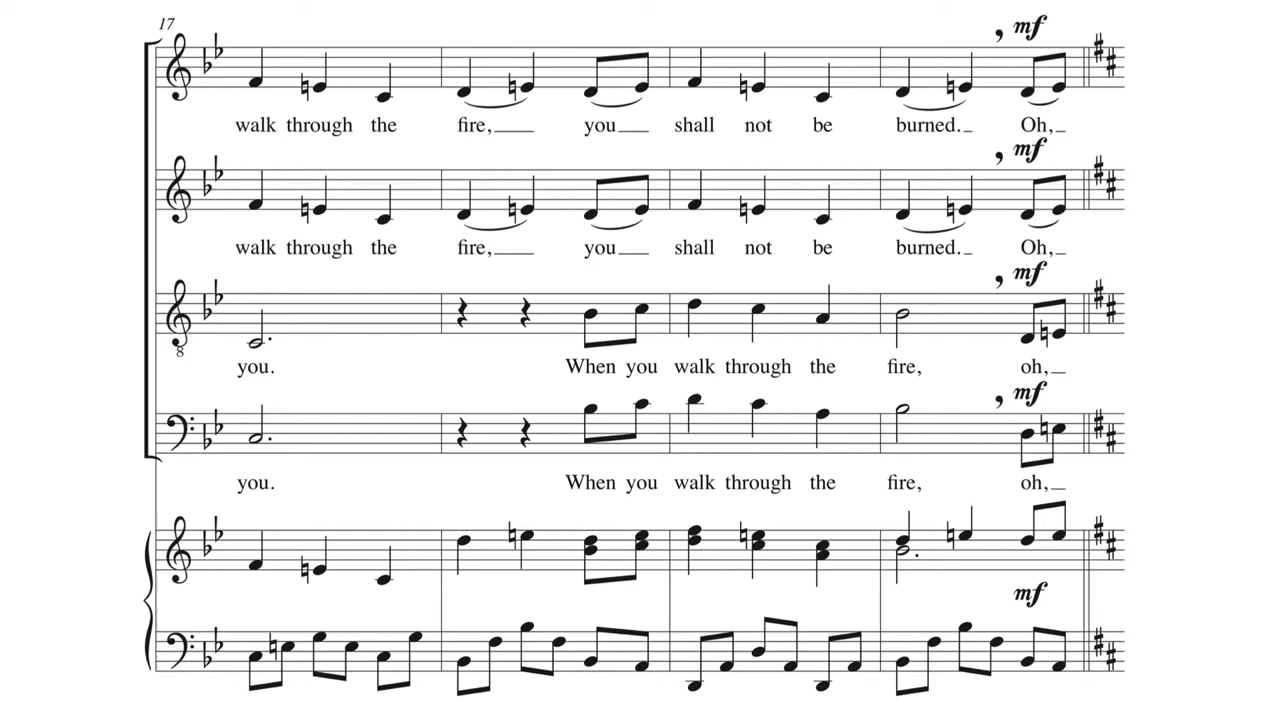 17
mf
walk through the fire, you shall not be burned. Oh,
mf
walk through the fire, you shall not be burned. Oh,
mf
8
you. When you walk through the fire, oh,
mf
you. When you walk through the fire, oh,
mf